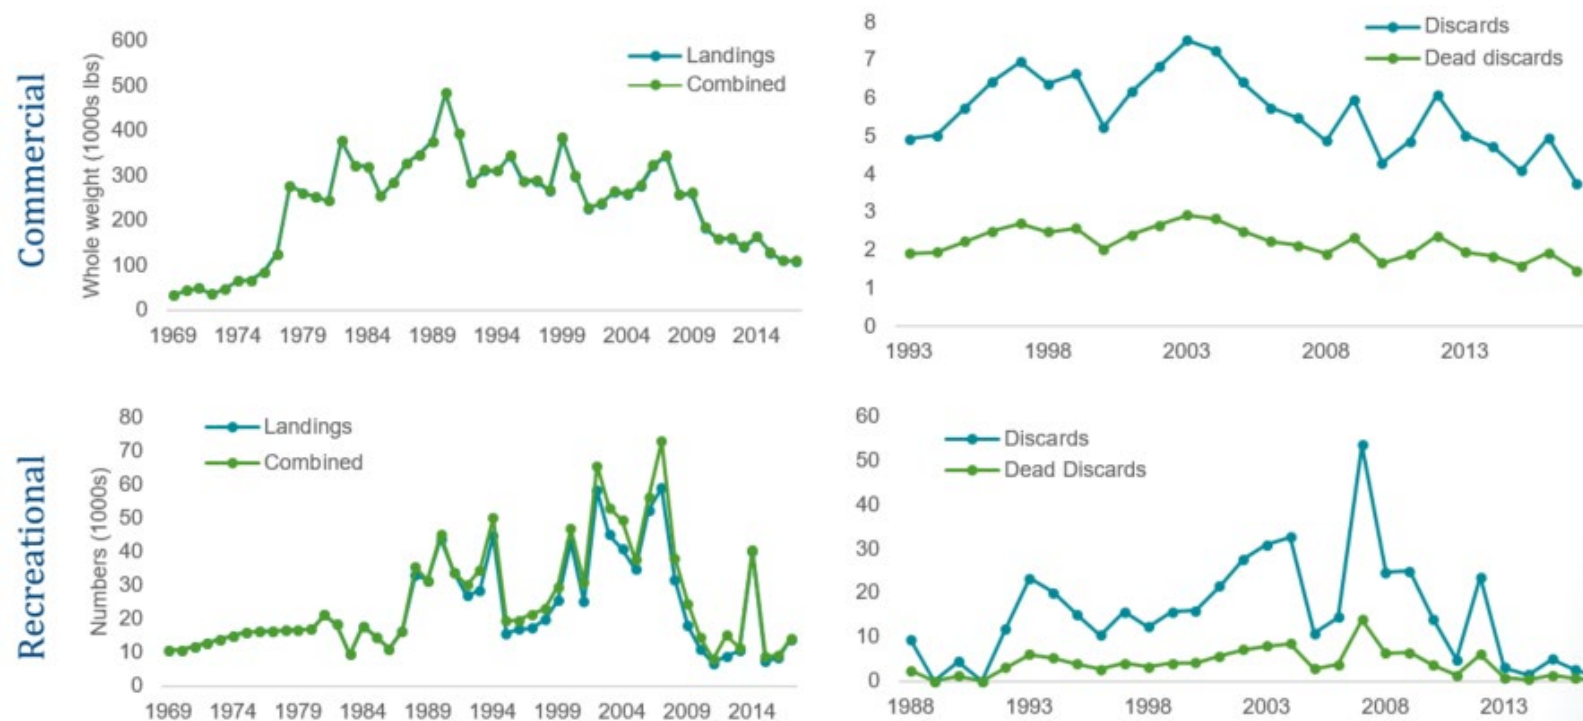 Commercial
Whole weight (1000s lbs)
600
500
400
300
200
100
0
Landings
Combined
1969 1974 1979 1984 1989 1994 1999 2004 2009 2014
8
7
6
5
4
3
2
1
0
Discards
Dead discards
1993 1998 2003 2008 2013
Recreational
Numbers (1000s)
80
70
60
50
40
30
20
10
0
Landings
Combined
1969 1974 1979 1984 1989 1994 1999 2004 2009 2014
60
50
40
30
20
10
0
Discards
Dead Discards
1988 1993 1998 2003 2008 2013